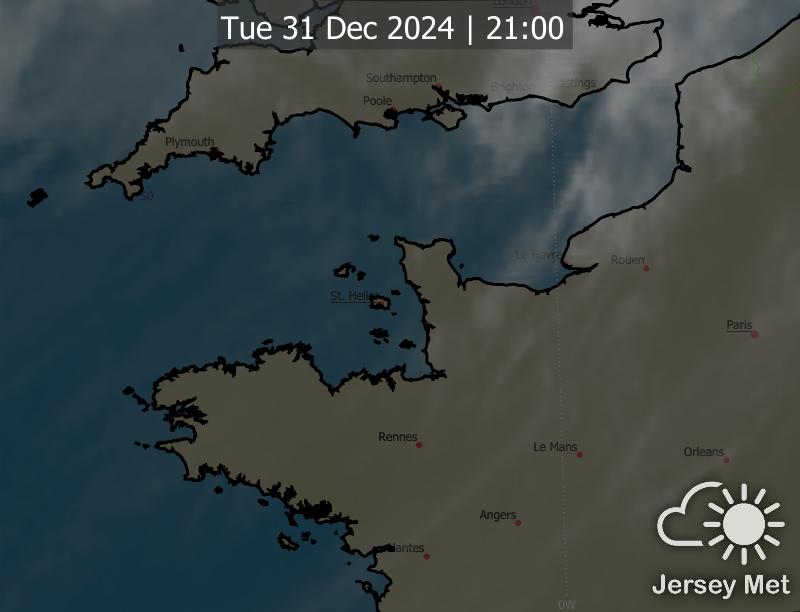 London
Tue 31 Dec 2024 | 21:00
Southampton
Brighton
Hastings
Poole
Plymouth
50
Le Havre
Rouen
St. Helier
Paris
Rennes
Le Mans
Orleans
Angers
Nantes
Jersey Met
0W